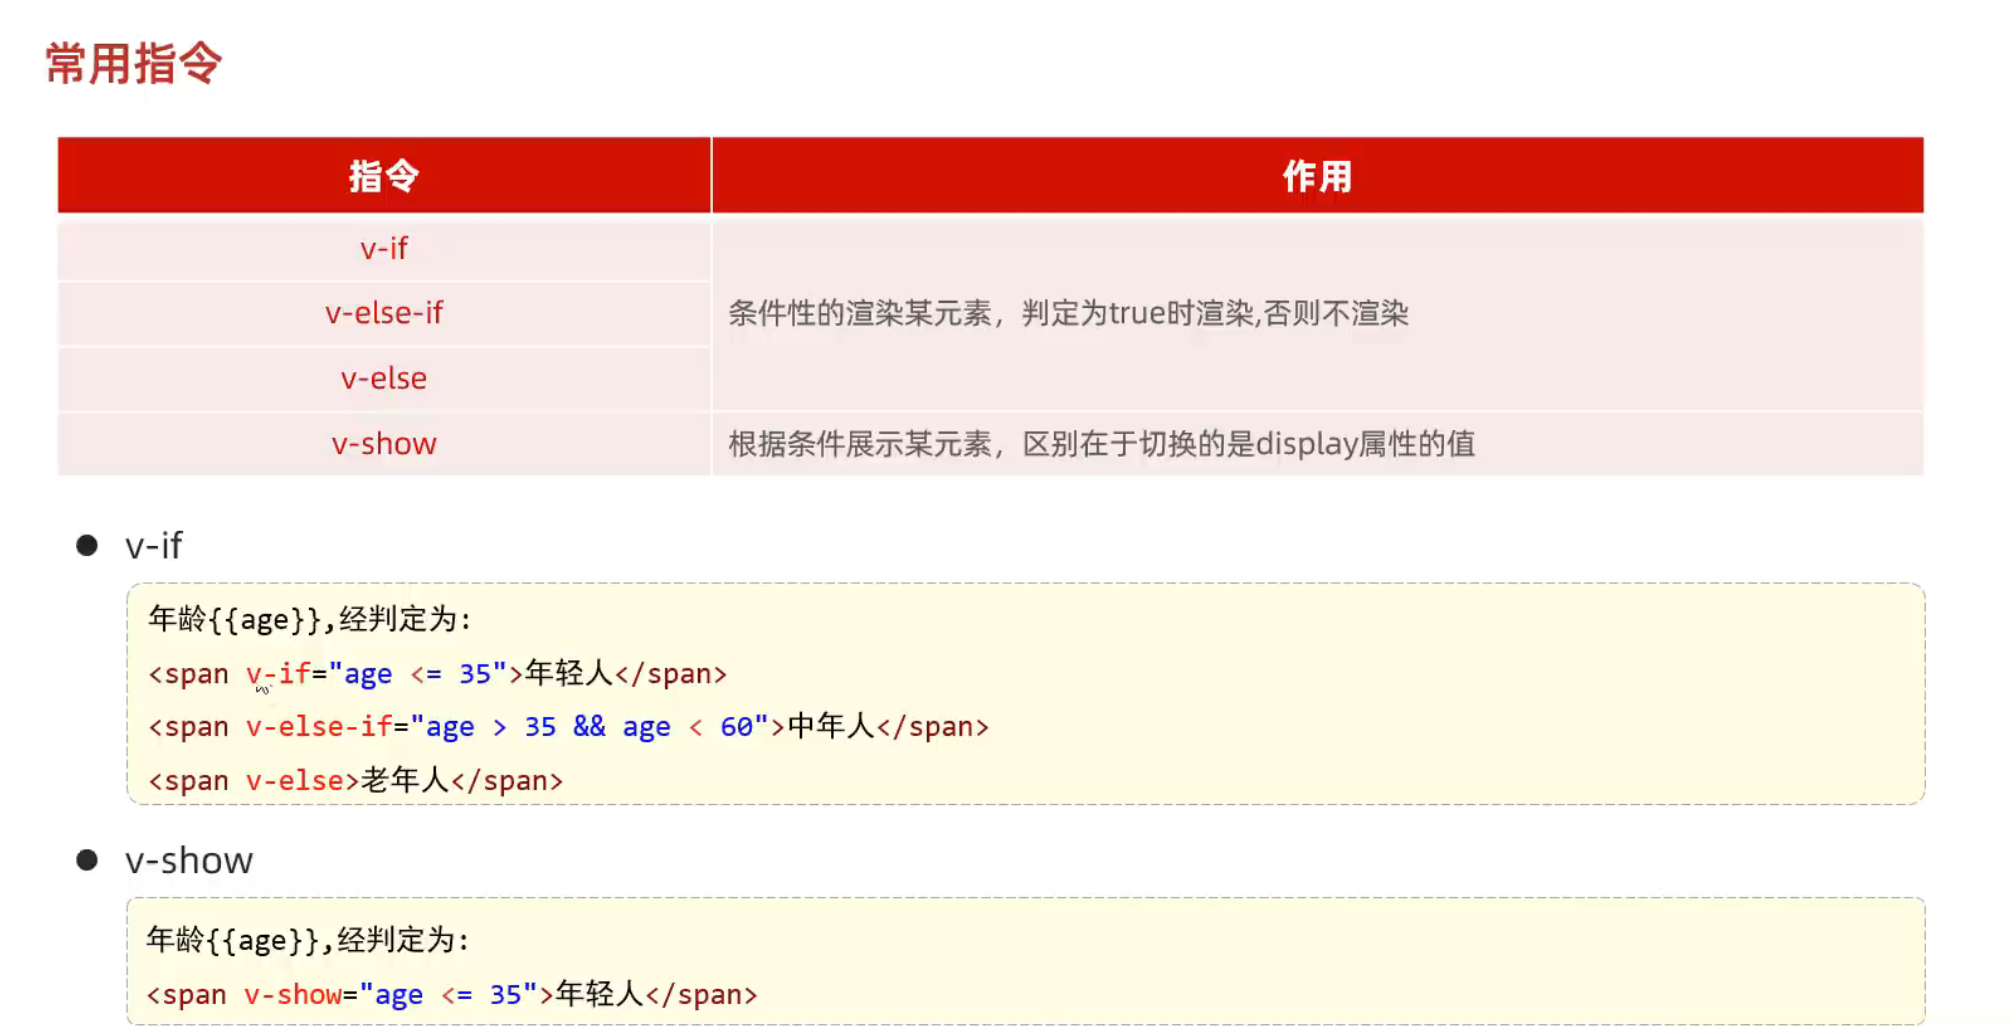 常用指令
指令 作用
v-if
v-else-if 条件性的渲染某元素，判定为true时渲染,否则不渲染
v-else
v-show 根据条件展示某元素，区别在于切换的是display属性的值
● v-if
年龄{{age}},经判定为:
<span v-if="age <= 35">年轻人</span>
<span v-else-if="age > 35 && age < 60">中年人</span>
<span v-else>老年人</span>
● v-show
年龄{{age}},经判定为:
<span v-show="age <= 35">年轻人</span>